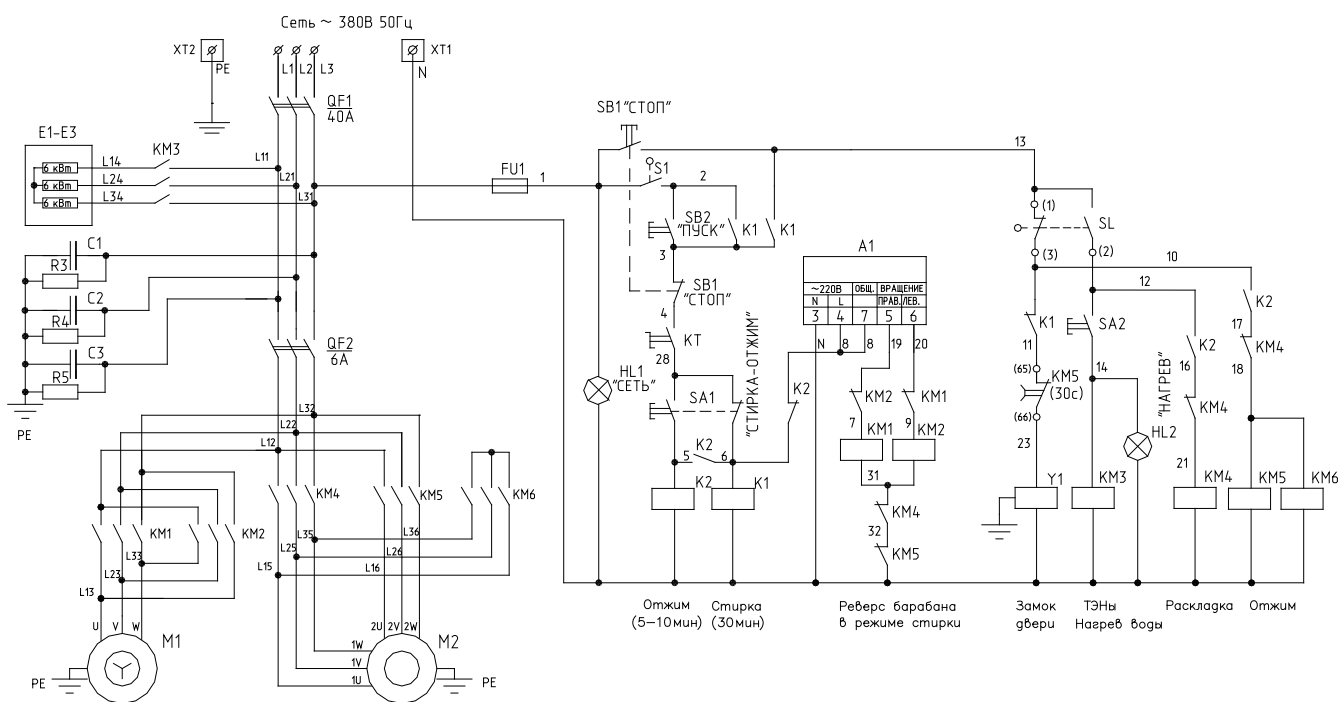 Сеть ~ 380В 50Гц
XT2
PE
L1
L2
L3
XT1
N
QF1
40A
E1-E3
6 кВт
6 кВт
6 кВт
L14
L24
L34
KM3
L11
L21
L31
FU1
1
SB1"СТОП"
S1
2
13
SB2
"ПУСК"
K1
K1
3
SB1
"СТОП"
4
KT
28
HL1
"СЕТЬ"
SA1
"СТИРКА-ОТЖИМ"
K2
K2
5
6
K2
K1
A1
~220В
ОБЩ.
ВРАЩЕНИЕ
N
L
ПРАВ.
ЛЕВ.
3
4
7
5
6
N
8
8
19
20
KM2
KM1
7
9
KM1
KM2
31
KM4
32
KM5
(1)
SL
(3)
(2)
10
12
K1
11
(65)
KM5
(30с)
(66)
23
Y1
SA2
14
KM3
"НАГРЕВ"
HL2
K2
16
KM4
21
KM4
K2
17
KM4
18
KM5
KM6
C1
R3
C2
R4
C3
R5
PE
QF2
6A
L32
L22
L12
KM4
KM5
KM6
KM1
KM2
L33
L23
L13
L35
L36
L25
L26
L15
L16
U
V
W
M1
PE
2U
2V
2W
M2
1W
1V
1U
PE
Отжим
(5-10мин)
Стирка
(30мин)
Реверс барабана
в режиме стирки
Замок
двери
ТЭНы
Нагрев воды
Раскладка
Отжим